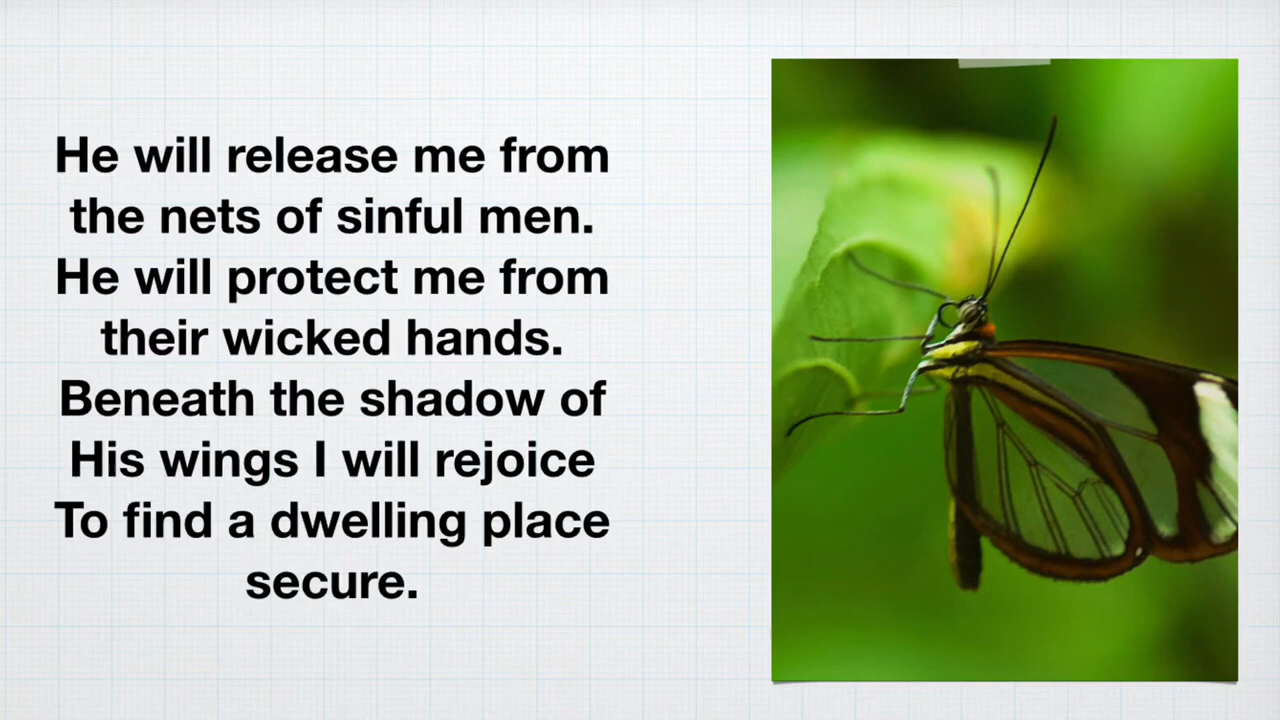 He will release me from
the nets of sinful men.
He will protect me from
their wicked hands.
Beneath the shadow of
His wings I will rejoice
To find a dwelling place
secure.